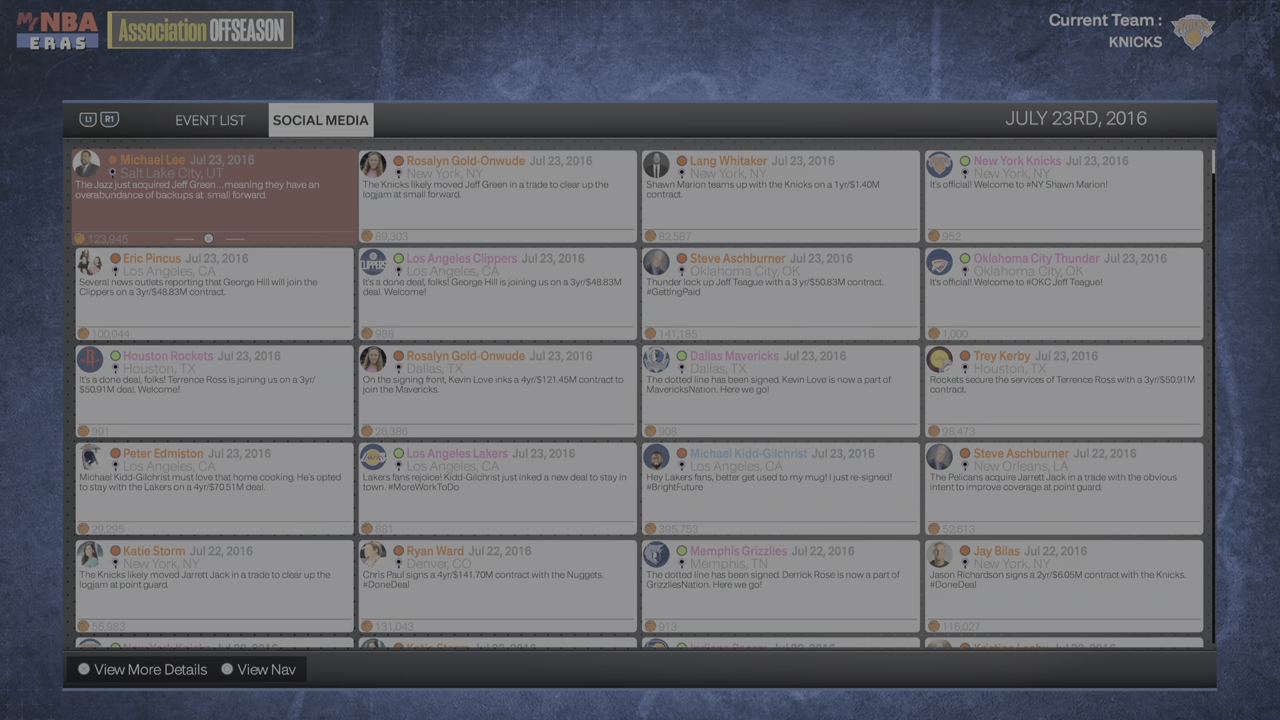 My NBA
ERAS
Association OFFSEASON
Current Team :
KNICKS
L1 R1
EVENT LIST
SOCIAL MEDIA
JULY 23RD, 2016
Michael Lee Jul 23, 2016
Salt Lake City, UT
The Jazz just acquired Jeff Green...meaning they have an
overabundance of backups at small forward.
123,945
Rosalyn Gold-Onwude Jul 23, 2016
New York, NY
The Knicks likely moved Jeff Green in a trade to clear up the
logjam at small forward.
89,303
Lang Whitaker Jul 23, 2016
New York, NY
Shawn Marion teams up with the Knicks on a 1yr/$1.40M
contract.
82,587
New York Knicks Jul 23, 2016
New York, NY
It's official! Welcome to #NY Shawn Marion!
952
Eric Pincus Jul 23, 2016
Los Angeles, CA
Several news outlets reporting that George Hill will join the
Clippers on a 3yr/$48.83M contract.
100,044
CLIPPERS
Los Angeles Clippers Jul 23, 2016
Los Angeles, CA
It's a done deal, folks! George Hill is joining us on a 3yr/$48.83M
deal. Welcome!
988
Steve Aschburner Jul 23, 2016
Oklahoma City, OK
Thunder lock up Jeff Teague with a 3 yr/$50.83M contract.
#GettingPaid
141,185
Oklahoma City Thunder Jul 23, 2016
Oklahoma City, OK
It's official! Welcome to #OKC Jeff Teague!
1,000
Houston Rockets Jul 23, 2016
Houston, TX
It's a done deal, folks! Terrence Ross is joining us on a 3yr/
$50.91M deal. Welcome!
991
Rosalyn Gold-Onwude Jul 23, 2016
Dallas, TX
On the signing front, Kevin Love inks a 4yr/$121.45M contract to
join the Mavericks.
26,386
Dallas Mavericks Jul 23, 2016
Dallas, TX
The dotted line has been signed. Kevin Love is now a part of
MavericksNation. Here we go!
908
Trey Kerby Jul 23, 2016
Houston, TX
Rockets secure the services of Terrence Ross with a 3yr/$50.91M
contract.
98,473
Peter Edmiston Jul 23, 2016
Los Angeles, CA
Michael Kidd-Gilchrist must love that home cooking. He's opted
to stay with the Lakers on a 4yr/$70.51M deal.
29,295
Los Angeles Lakers Jul 23, 2016
Los Angeles, CA
Lakers fans rejoice! Kidd-Gilchrist just inked a new deal to stay in
town. #MoreWorkToDo
881
Michael Kidd-Gilchrist Jul 23, 2016
Los Angeles, CA
Hey Lakers fans, better get used to my mug! I just re-signed!
#BrightFuture
395,753
Steve Aschburner Jul 22, 2016
New Orleans, LA
The Pelicans acquire Jarrett Jack in a trade with the obvious
intent to improve coverage at point guard.
52,613
Katie Storm Jul 22, 2016
New York, NY
The Knicks likely moved Jarrett Jack in a trade to clear up the
logjam at point guard.
55,983
Ryan Ward Jul 22, 2016
Denver, CO
Chris Paul signs a 4yr/$141.70M contract with the Nuggets.
#DoneDeal
131,043
Memphis Grizzlies Jul 22, 2016
Memphis, TN
The dotted line has been signed. Derrick Rose is now a part of
GrizzliesNation. Here we go!
913
Jay Bilas Jul 22, 2016
New York, NY
Jason Richardson signs a 2yr/$6.05M contract with the Knicks.
#DoneDeal
116,027
View More Details
View Nav